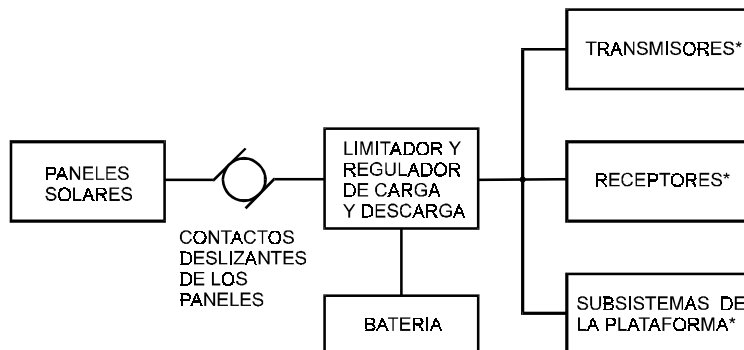 TRANSMISORES*
PANELES
SOLARES
LIMITADOR Y
REGULADOR
DE CARGA
Y DESCARGA
RECEPTORES*
CONTACTOS
DESLIZANTES
DE LOS
PANELES
BATERIA
SUBSISTEMAS DE
LA PLATAFORMA*